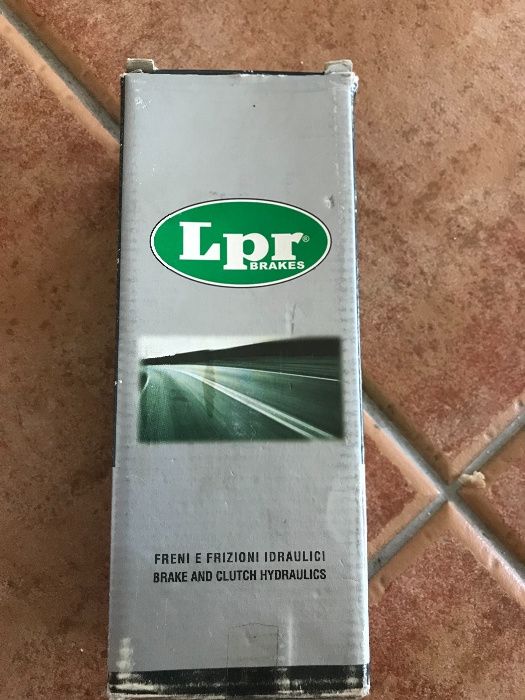 Lpr®
BRAKES
FRENI E FRIZIONI IDRAULICI
BRAKE AND CLUTCH HYDRAULICS